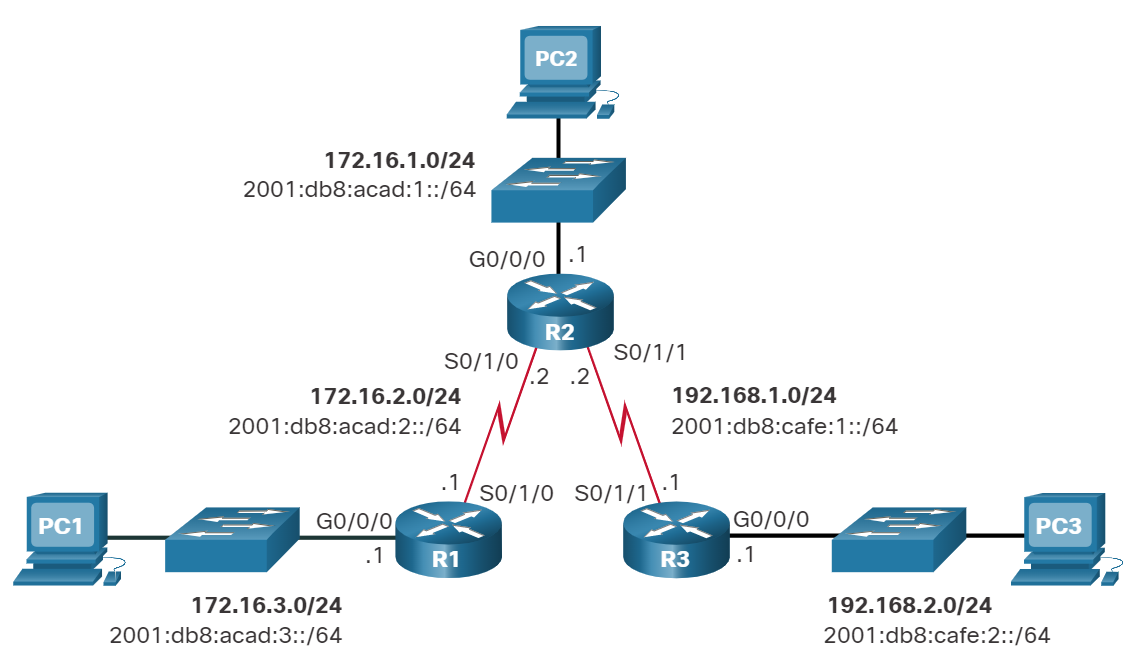 PC2
172.16.1.0/24
2001:db8:acad:1::/64
G0/0/0
.1
R2
S0/1/0
S0/1/1
.2
.2
172.16.2.0/24
2001:db8:acad:2::/64
192.168.1.0/24
2001:db8:cafe:1::/64
.1
S0/1/0
S0/1/1
.1
PC1
G0/0/0
.1
R1
R3
G0/0/0
.1
PC3
172.16.3.0/24
2001:db8:acad:3::/64
192.168.2.0/24
2001:db8:cafe:2::/64